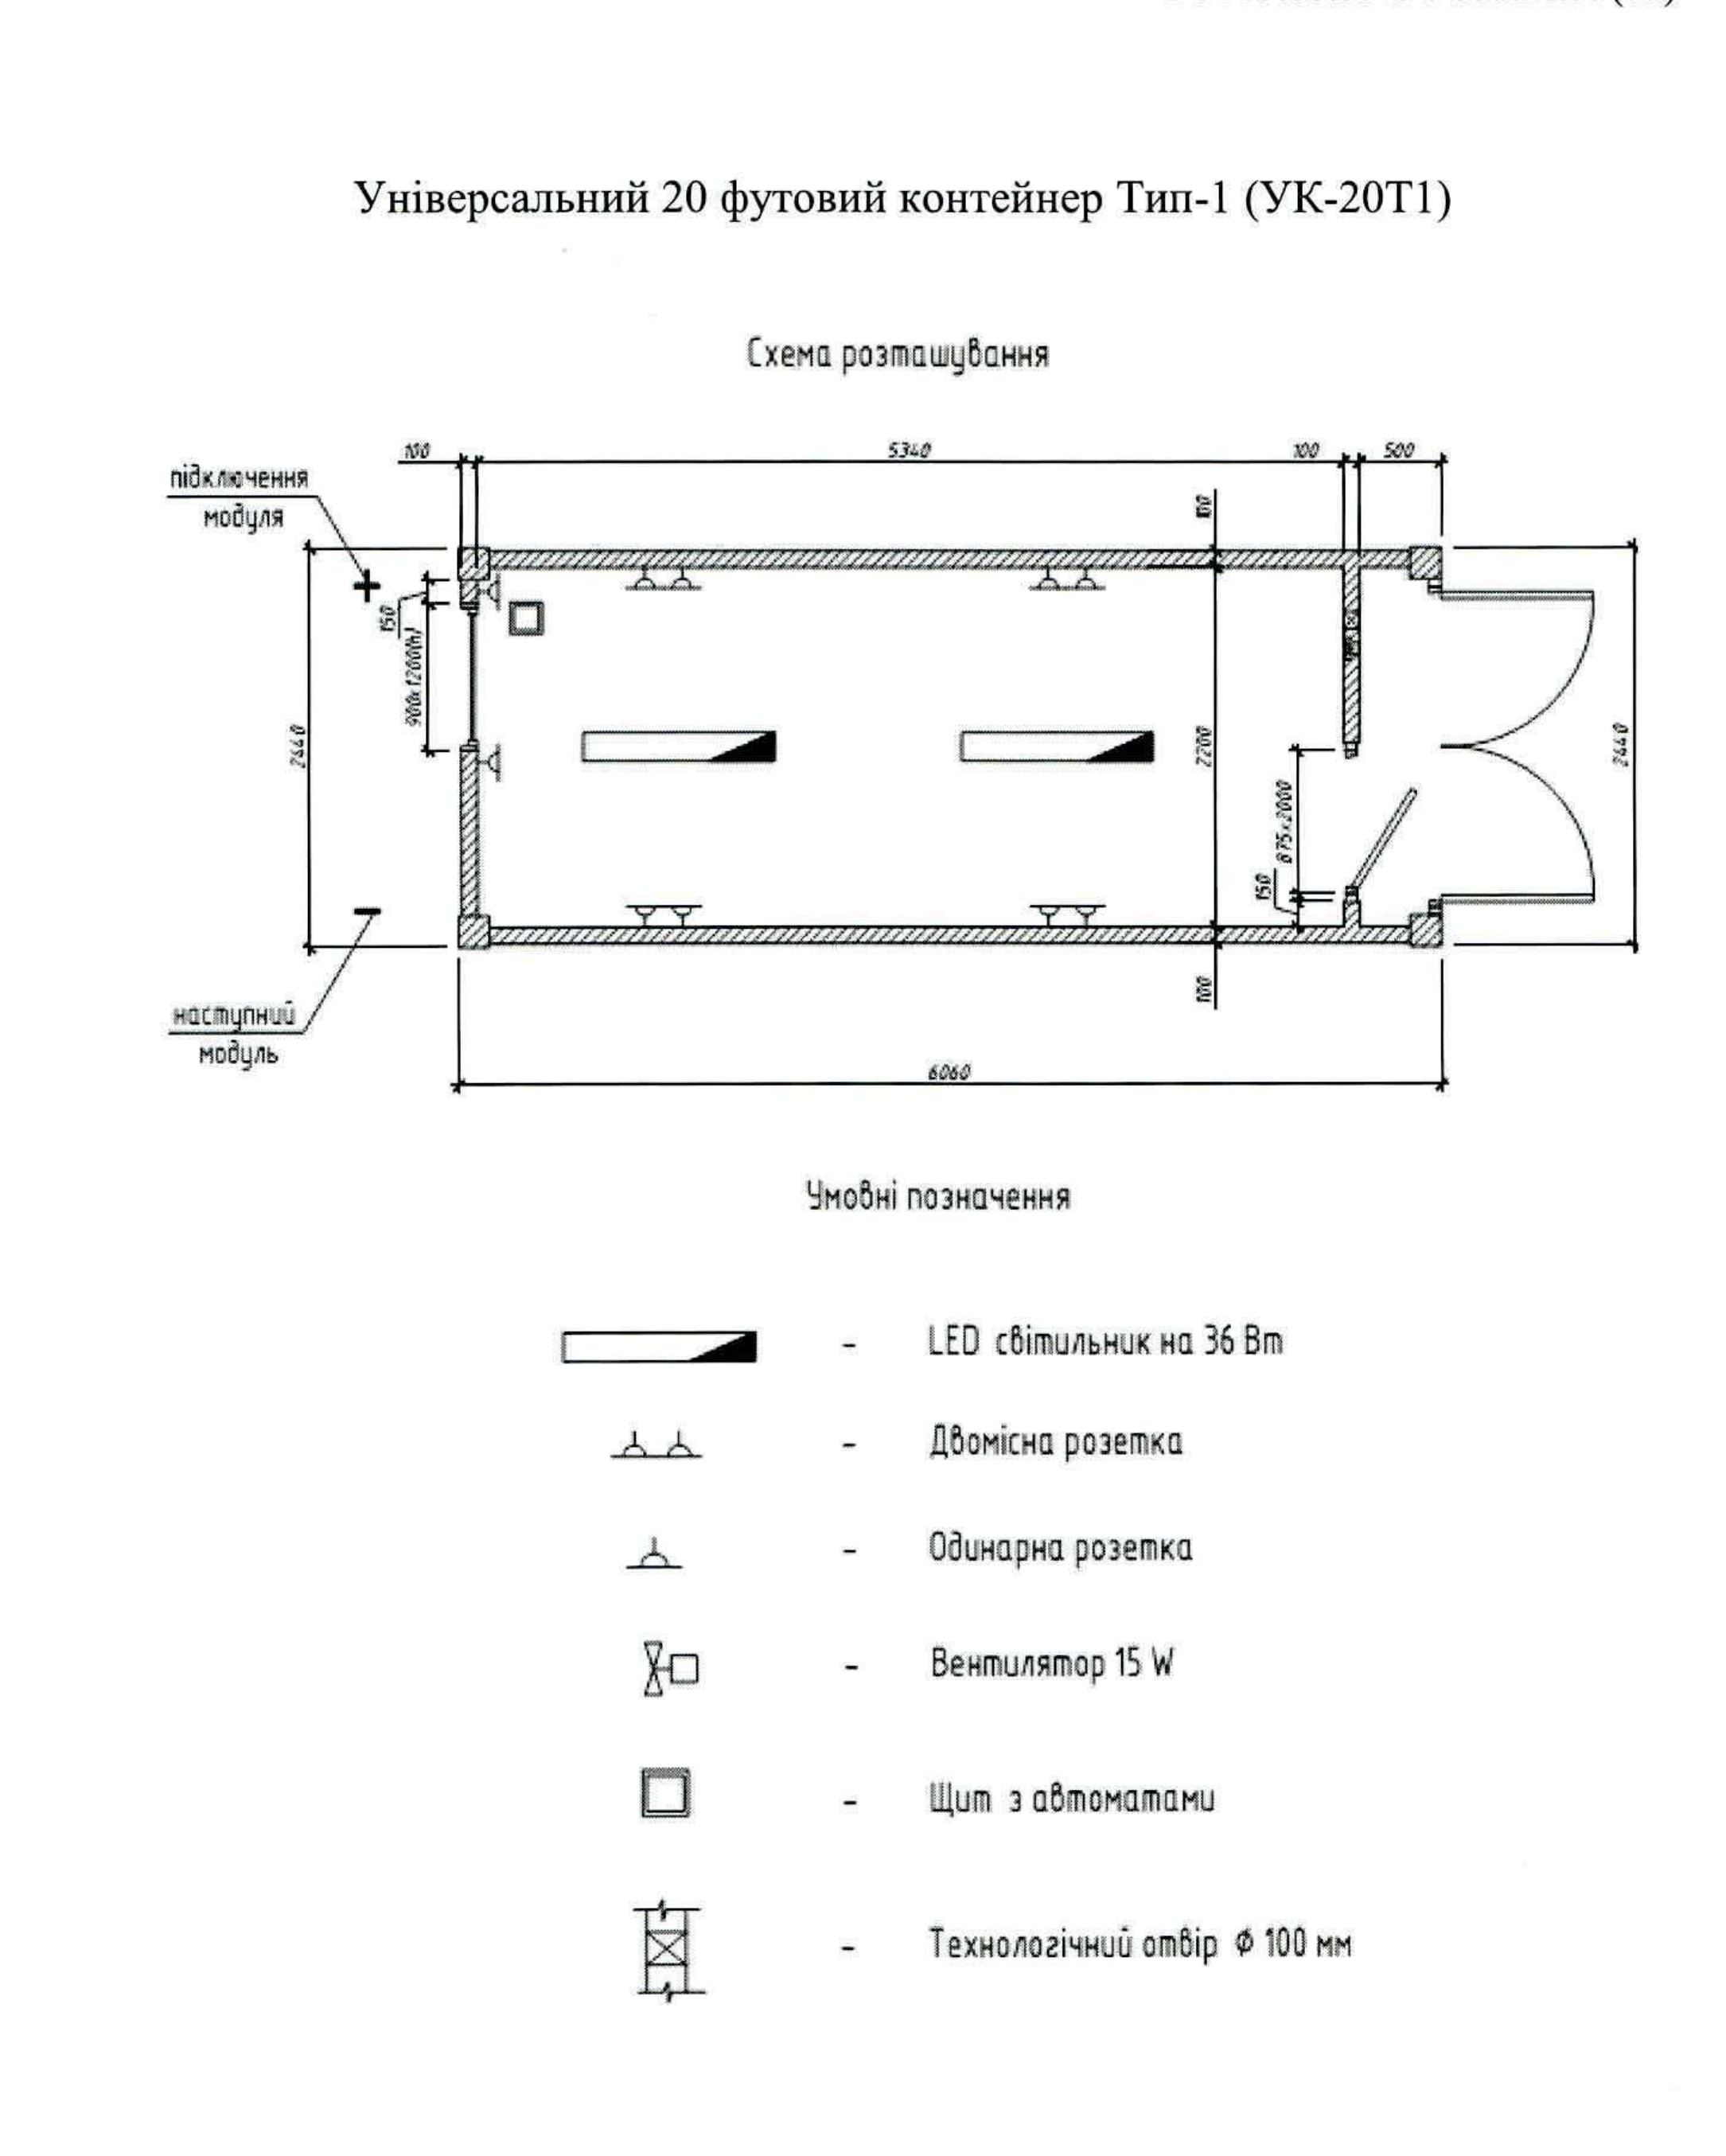 Універсальний 20 футовий контейнер Тип-1 (УК-20Т1)
Схема розташування
100
5340
100
500
підключення
модуля
100
150
900x1200(h)
2440
2200
2440
875x2000
150
100
наступний
модуль
6060
Умовні позначення
- LED світильник на 36 Вт
- Двомісна розетка
- Одинарна розетка
- Вентилятор 15 W
- Щит з автоматами
- Технологічний отвір Ф 100 мм